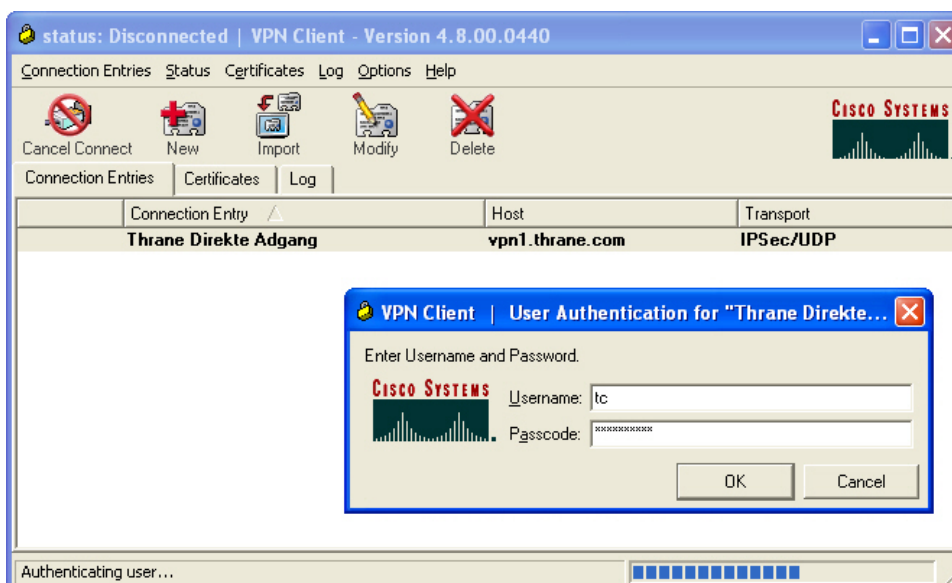 status: Disconnected | VPN Client - Version 4.8.00.0440
Connection Entries Status Certificates Log Options Help
CISCO SYSTEMS
Cancel Connect New Import Modify Delete
Connection Entries Certificates Log
Connection Entry Host Transport
Thrane Direkte Adgang vpn1.thrane.com IPSec/UDP
VPN Client | User Authentication for "Thrane Direkte...
Enter Username and Password.
CISCO SYSTEMS
Username: tc
Passcode: **********
OK Cancel
Authenticating user...